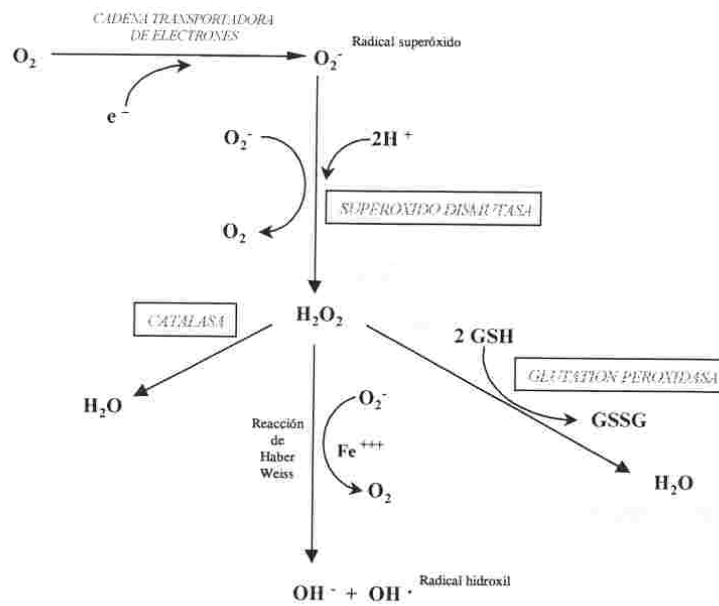 CADENA TRANSPORTADORA
DE ELECTRONES
O₂
O₂⁻
Radical superóxido
e⁻
O₂⁻
2H⁺
SUPEROXIDO DISMUTASA
O₂
H₂O₂
CATALASA
2 GSH
GLUTATION PEROXIDASA
H₂O
O₂⁻
GSSG
Reacción
de
Haber
Weiss
Fe⁺⁺⁺
O₂
H₂O
OH⁻ + OH· Radical hidroxil